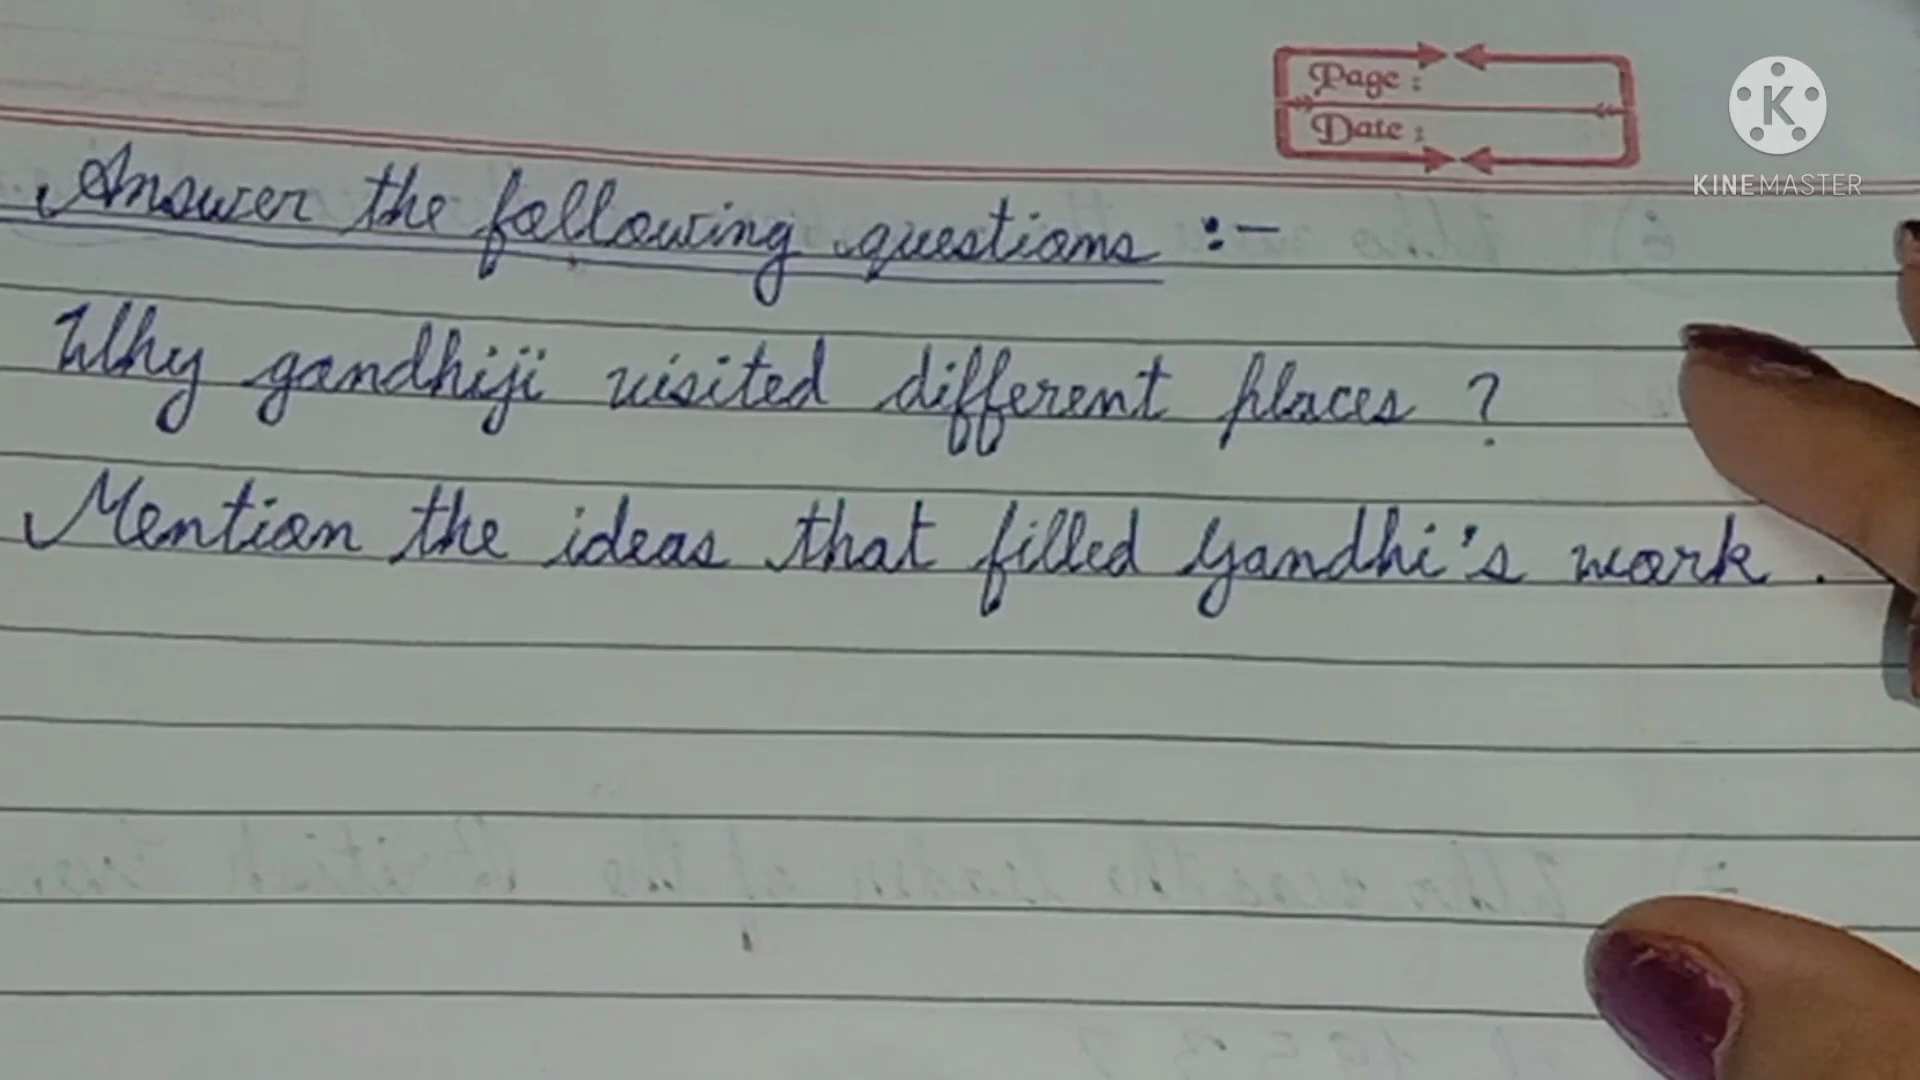 Page :
Date :
KINEMASTER
Answer the following questions :-
Why gandhiji visited different places ?
Mention the ideas that filled Gandhi's work .